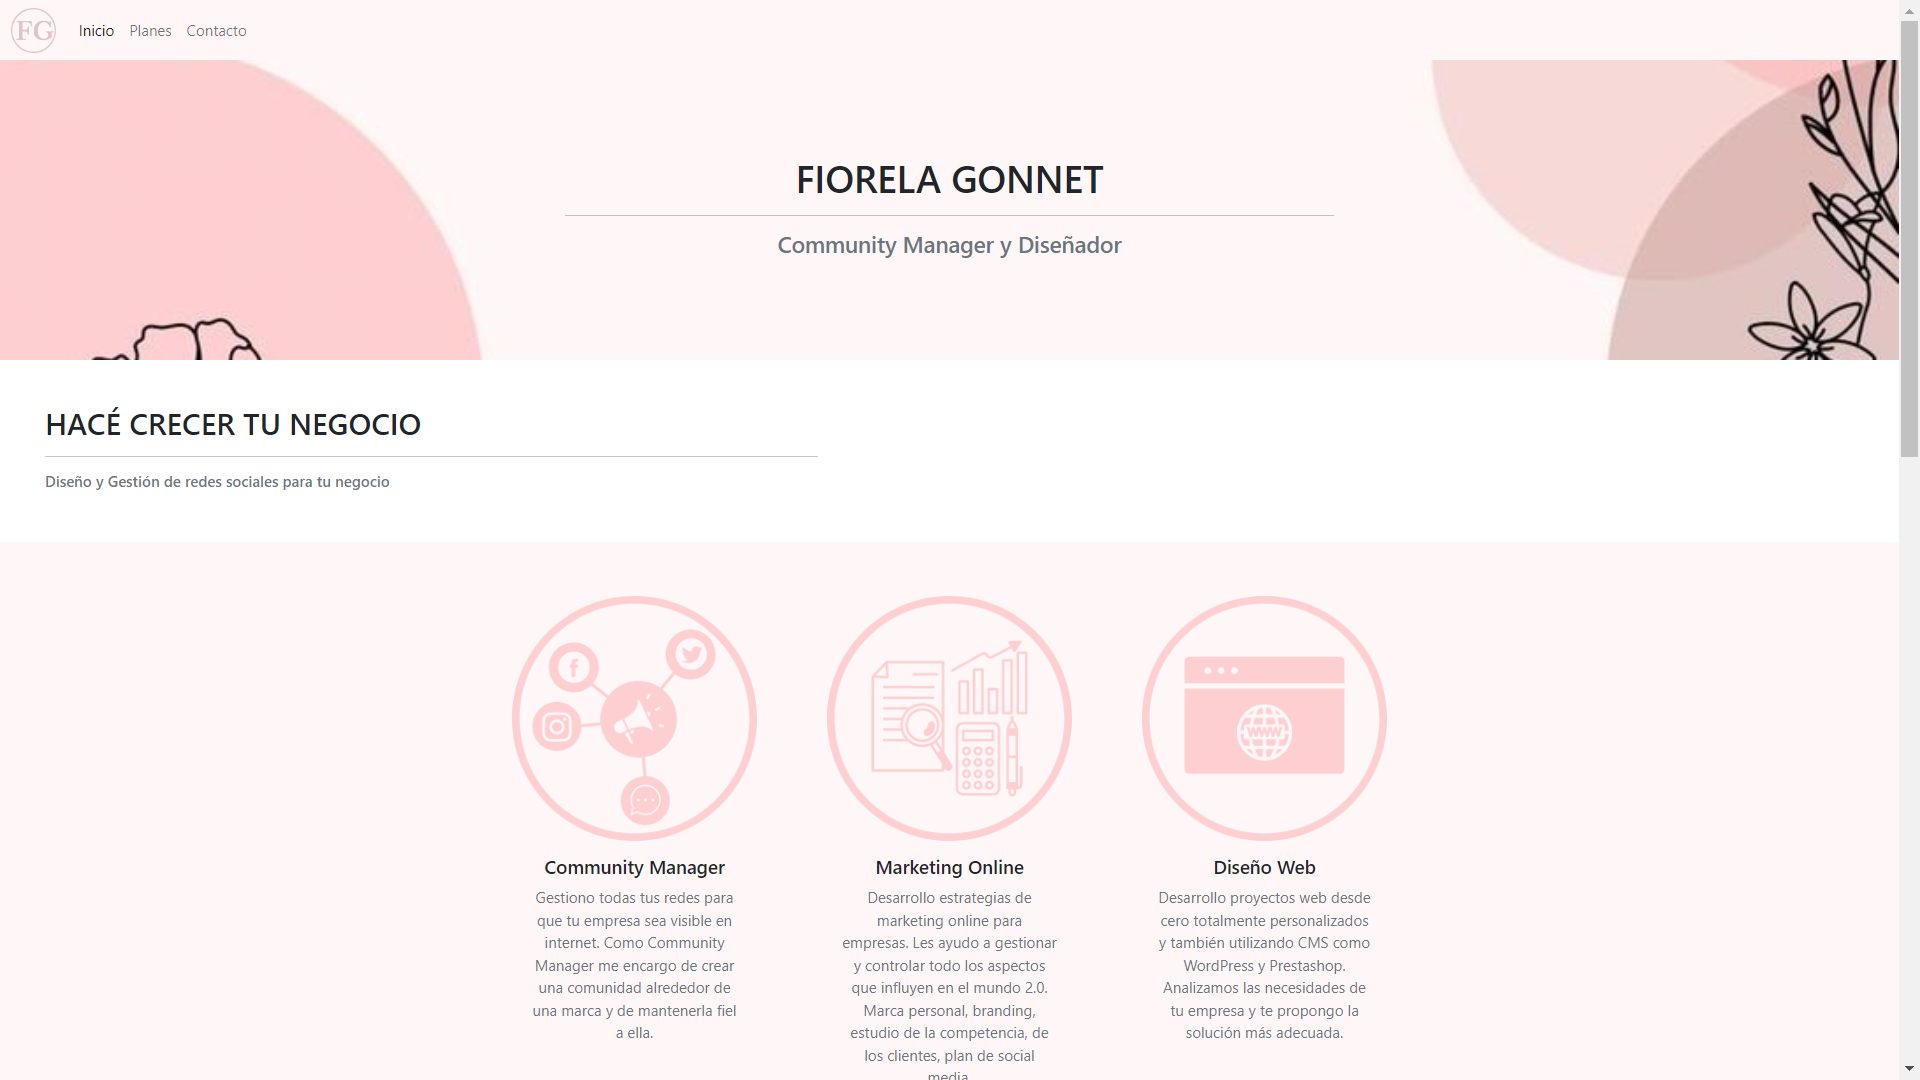 FG
Inicio
Planes
Contacto
FIORELA GONNET
Community Manager y Diseñador
HACÉ CRECER TU NEGOCIO
Diseño y Gestión de redes sociales para tu negocio
WWW
Community Manager
Gestiono todas tus redes para
que tu empresa sea visible en
internet. Como Community
Manager me encargo de crear
una comunidad alrededor de
una marca y de mantenerla fiel
a ella.
Marketing Online
Desarrollo estrategias de
marketing online para
empresas. Les ayudo a gestionar
y controlar todo los aspectos
que influyen en el mundo 2.0.
Marca personal, branding,
estudio de la competencia, de
los clientes, plan de social
media.
Diseño Web
Desarrollo proyectos web desde
cero totalmente personalizados
y también utilizando CMS como
WordPress y Prestashop.
Analizamos las necesidades de
tu empresa y te propongo la
solución más adecuada.